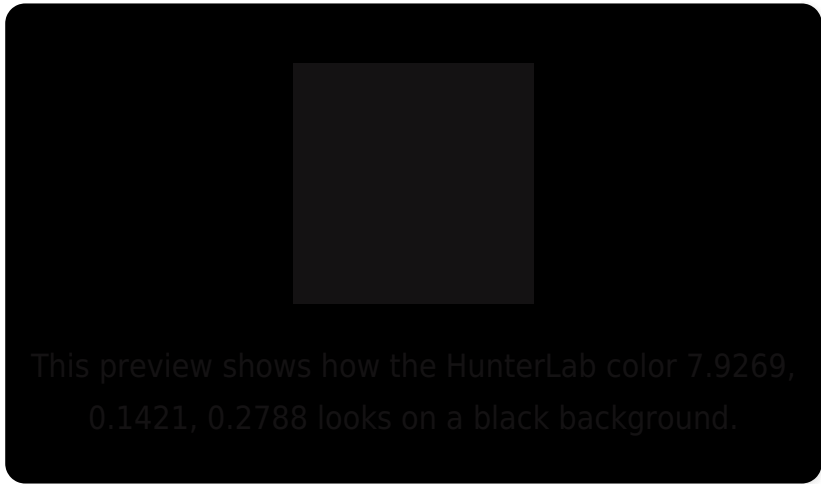 This preview shows how the HunterLab color 7.9269,
0.1421, 0.2788 looks on a black background.